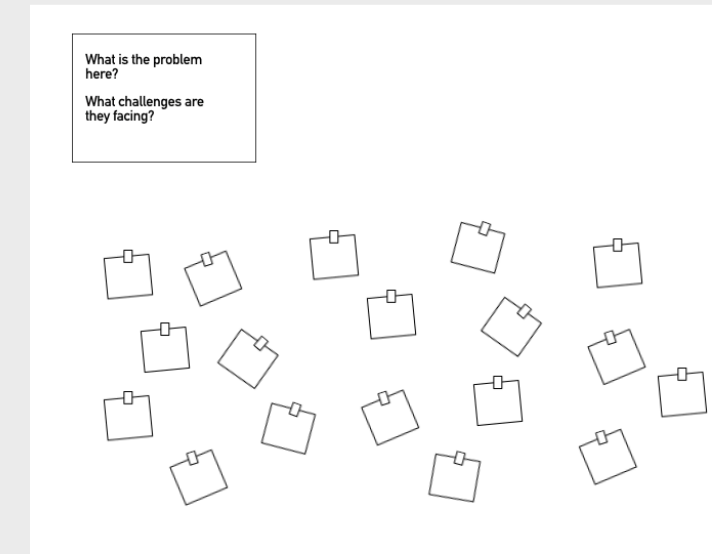 What is the problem
here?
What challenges are
they facing?